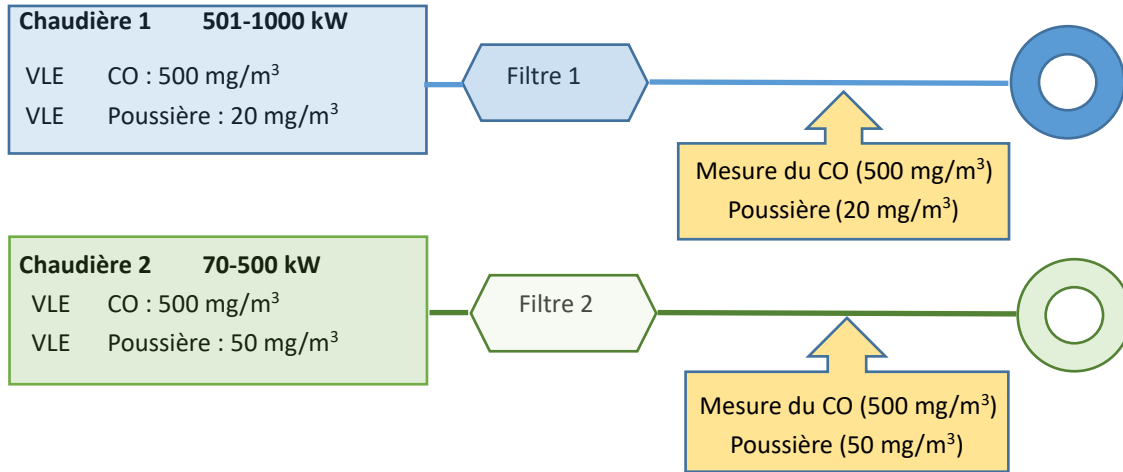 Chaudière 1 501-1000 kW
VLE CO : 500 mg/m³
VLE Poussière : 20 mg/m³
Filtre 1
Mesure du CO (500 mg/m³)
Poussière (20 mg/m³)
Chaudière 2 70-500 kW
VLE CO : 500 mg/m³
VLE Poussière : 50 mg/m³
Filtre 2
Mesure du CO (500 mg/m³)
Poussière (50 mg/m³)